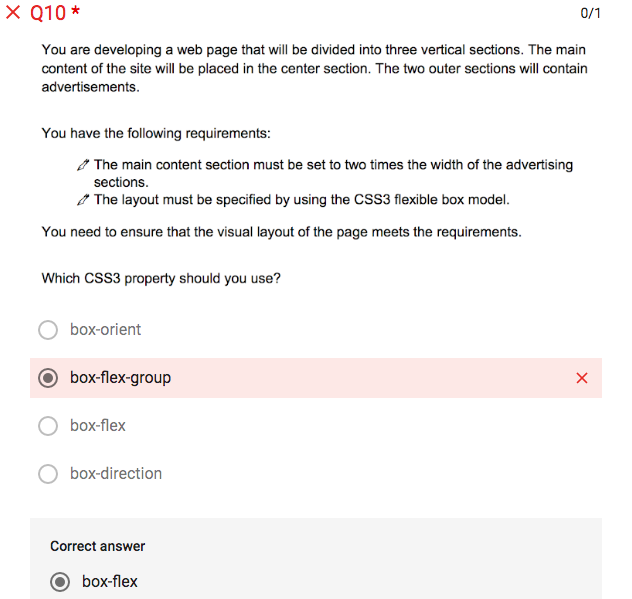 Q10 *
0/1
You are developing a web page that will be divided into three vertical sections. The main
content of the site will be placed in the center section. The two outer sections will contain
advertisements.
You have the following requirements:
The main content section must be set to two times the width of the advertising
sections.
The layout must be specified by using the CSS3 flexible box model.
You need to ensure that the visual layout of the page meets the requirements.
Which CSS3 property should you use?
box-orient
box-flex-group
box-flex
box-direction
Correct answer
box-flex